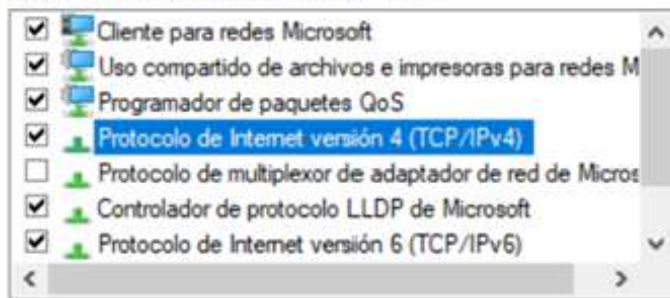 Cliente para redes Microsoft
Uso compartido de archivos e impresoras para redes M
Programador de paquetes QoS
Protocolo de Internet versión 4 (TCP/IPv4)
Protocolo de multiplexor de adaptador de red de Micros
Controlador de protocolo LLDP de Microsoft
Protocolo de Internet versión 6 (TCP/IPv6)